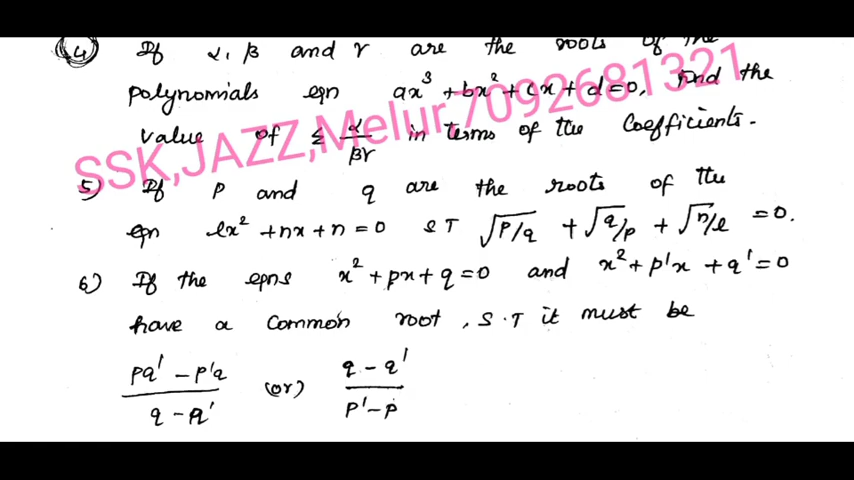 4) If α, β and γ are the roots of the
polynomials eqn ax³ + bx² + cx + d = 0, find the
value of Σ α/βγ in terms of the coefficients.
SSK,JAZZ,Melur,7092681321
5) If p and q are the roots of the
eqn lx² + nx + n = 0 S T √p/q + √q/p + √n/l = 0.
6) If the eqns x² + px + q = 0 and x² + p'x + q' = 0
have a common root, S.T it must be
pq' - p'q / q - q' (or) q - q' / p' - p